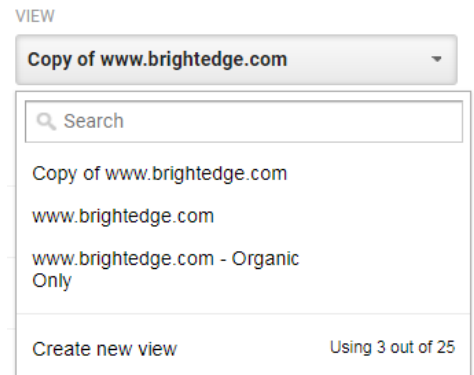 VIEW
Copy of www.brightedge.com
Search
Copy of www.brightedge.com
www.brightedge.com
www.brightedge.com - Organic
Only
Create new view Using 3 out of 25